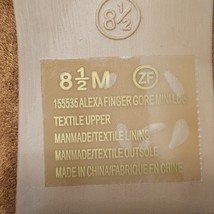 8½
8½M ZF
155535 ALEXA FINGER GORE
TEXTILE UPPER
MANMADE/TEXTILE LINING
MANMADE/TEXTILE OUTSOLE
MADE IN CHINA/FABRIQUÉ EN CHINE